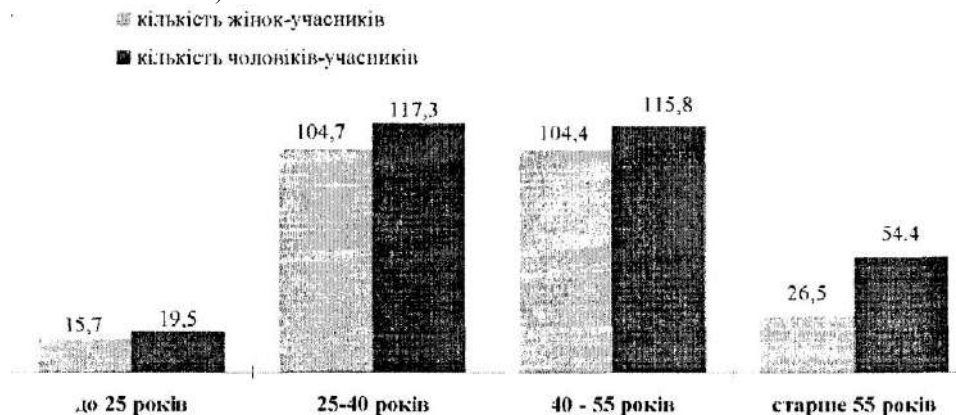 кількість жінок-учасників
кількість чоловіків-учасників
104,7 117,3 104,4 115,8
15,7 19,5 26,5 54.4
до 25 років 25-40 років 40 - 55 років старше 55 років